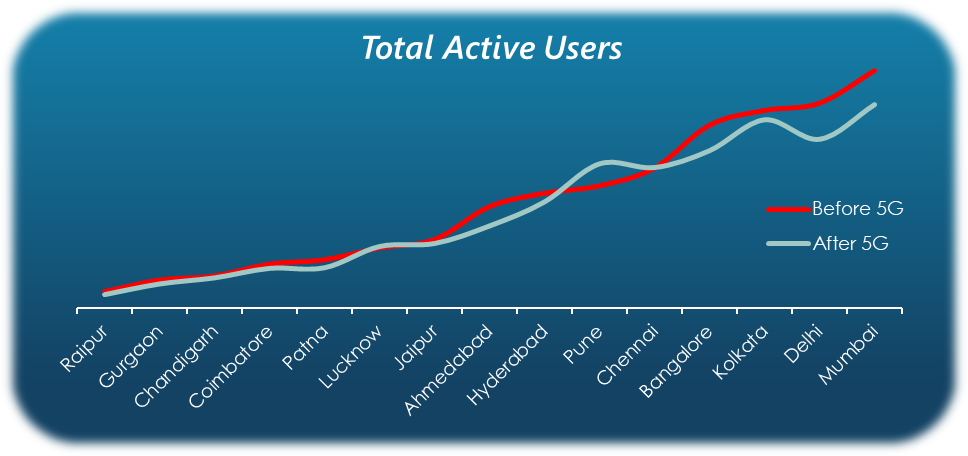 Total Active Users
Before 5G
After 5G
Raipur
Gurgaon
Chandigarh
Coimbatore
Patna
Lucknow
Jaipur
Ahmedabad
Hyderabad
Pune
Chennai
Bangalore
Kolkata
Delhi
Mumbai